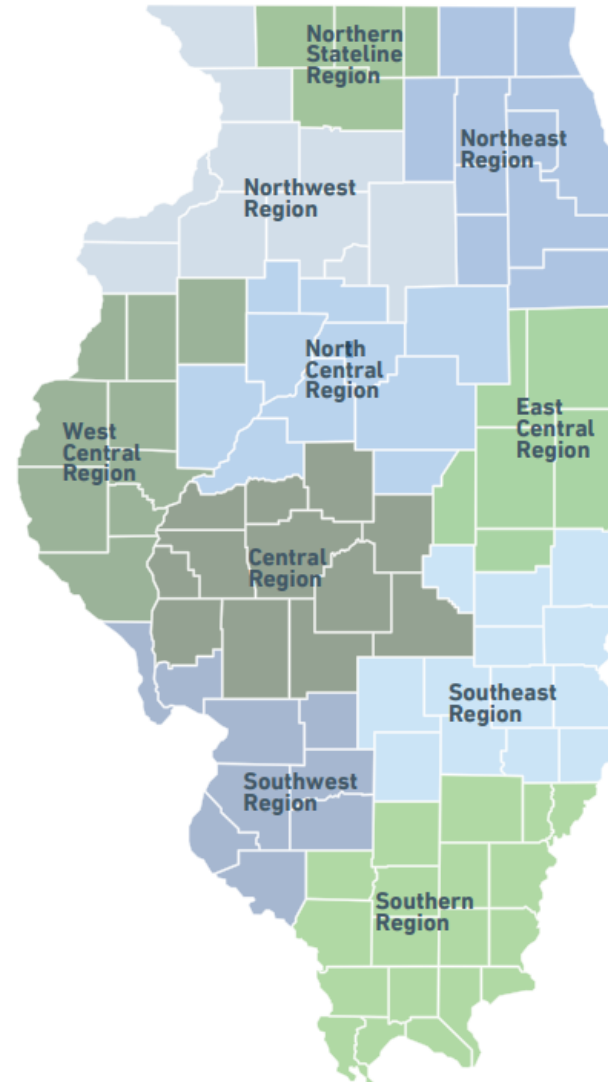 Northern
Stateline
Region
Northeast
Region
Northwest
Region
North
Central
Region
East
Central
Region
West
Central
Region
Central
Region
Southeast
Region
Southwest
Region
Southern
Region